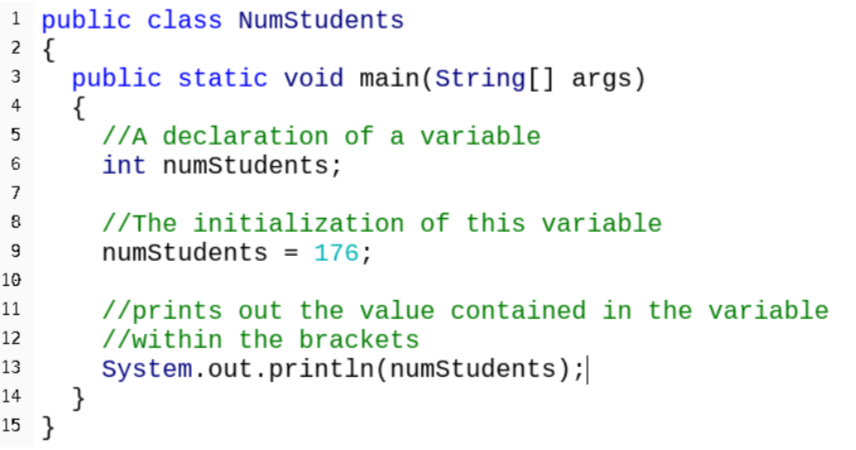 1 public class NumStudents
2 {
3 public static void main(String[] args)
4 {
5 //A declaration of a variable
6 int numStudents;
7
8 //The initialization of this variable
9 numStudents = 176;
10
11 //prints out the value contained in the variable
12 //within the brackets
13 System.out.println(numStudents);
14 }
15 }